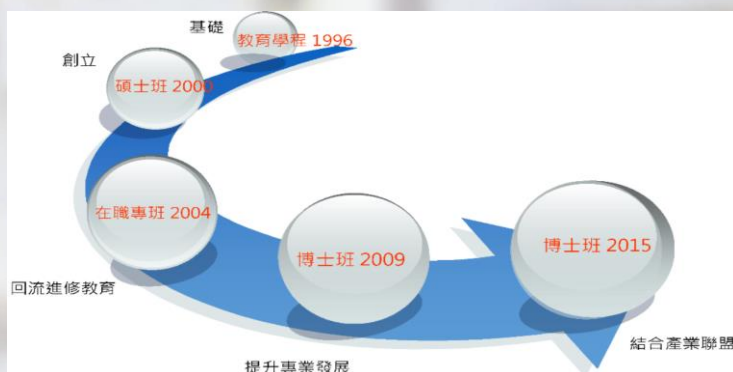 基礎
教育學程 1996
創立
碩士班 2000
在職專班 2004
回流進修教育
博士班 2009
提升專業發展
博士班 2015
結合產業聯盟